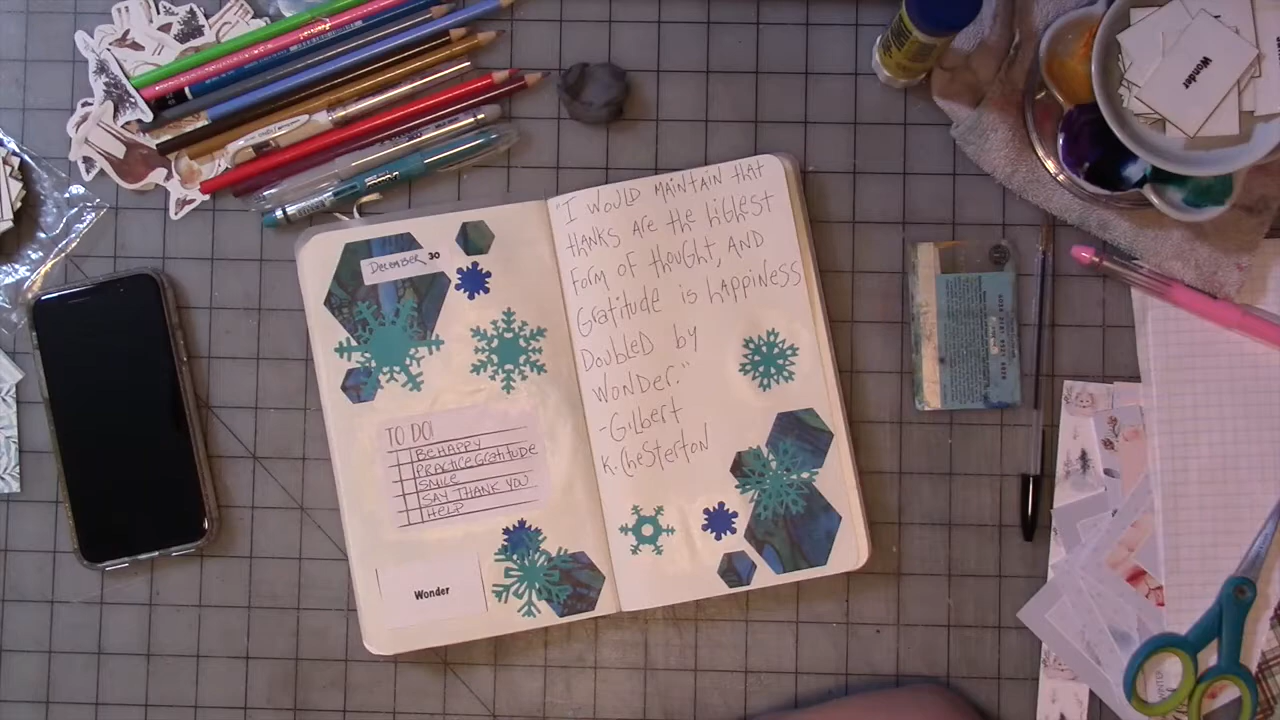 December 30
TO DO!
BE HAPPY
PRACTICE GRATITUDE
SMILE
SAY THANK YOU
HELP
Wonder
"I WOULD MAINTAIN THAT
THANKS ARE THE HIGHEST
FORM OF THOUGHT, AND
GRATITUDE IS HAPPINESS
DOUBLED BY
WONDER."
-GILBERT
K. CHESTERTON
Wonder